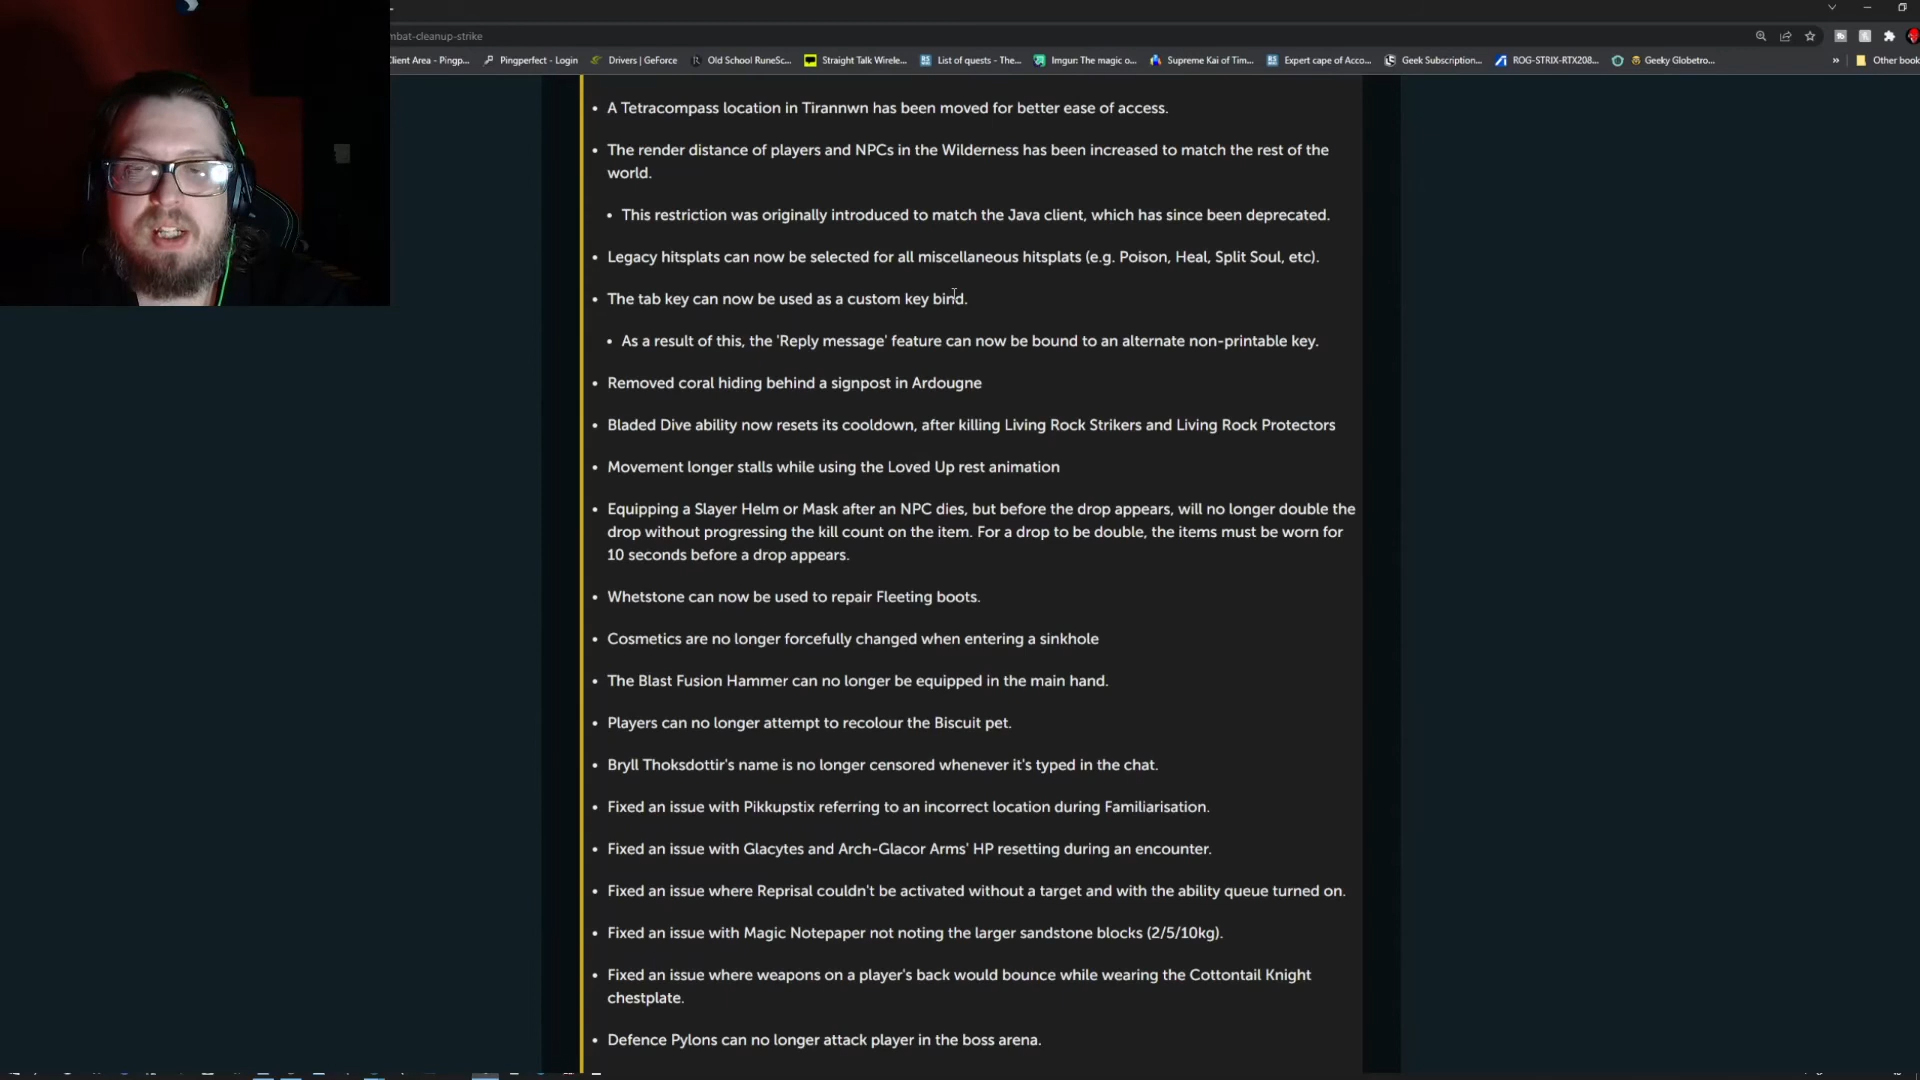 mbat-cleanup-strike
Client Area - Pingp...
Pingperfect - Login
Drivers | GeForce
Old School RuneSc...
Straight Talk Wirele...
List of quests - The...
Imgur: The magic o...
Supreme Kai of Tim...
Expert cape of Acco...
Geek Subscription...
ROG-STRIX-RTX208...
Geeky Globetro...
»
Other book
• A Tetracompass location in Tirannwn has been moved for better ease of access.
• The render distance of players and NPCs in the Wilderness has been increased to match the rest of the
world.
• This restriction was originally introduced to match the Java client, which has since been deprecated.
• Legacy hitsplats can now be selected for all miscellaneous hitsplats (e.g. Poison, Heal, Split Soul, etc).
• The tab key can now be used as a custom key bind.
• As a result of this, the 'Reply message' feature can now be bound to an alternate non-printable key.
• Removed coral hiding behind a signpost in Ardougne
• Bladed Dive ability now resets its cooldown, after killing Living Rock Strikers and Living Rock Protectors
• Movement longer stalls while using the Loved Up rest animation
• Equipping a Slayer Helm or Mask after an NPC dies, but before the drop appears, will no longer double the
drop without progressing the kill count on the item. For a drop to be double, the items must be worn for
10 seconds before a drop appears.
• Whetstone can now be used to repair Fleeting boots.
• Cosmetics are no longer forcefully changed when entering a sinkhole
• The Blast Fusion Hammer can no longer be equipped in the main hand.
• Players can no longer attempt to recolour the Biscuit pet.
• Bryll Thoksdottir's name is no longer censored whenever it's typed in the chat.
• Fixed an issue with Pikkupstix referring to an incorrect location during Familiarisation.
• Fixed an issue with Glacytes and Arch-Glacor Arms' HP resetting during an encounter.
• Fixed an issue where Reprisal couldn't be activated without a target and with the ability queue turned on.
• Fixed an issue with Magic Notepaper not noting the larger sandstone blocks (2/5/10kg).
• Fixed an issue where weapons on a player's back would bounce while wearing the Cottontail Knight
chestplate.
• Defence Pylons can no longer attack player in the boss arena.